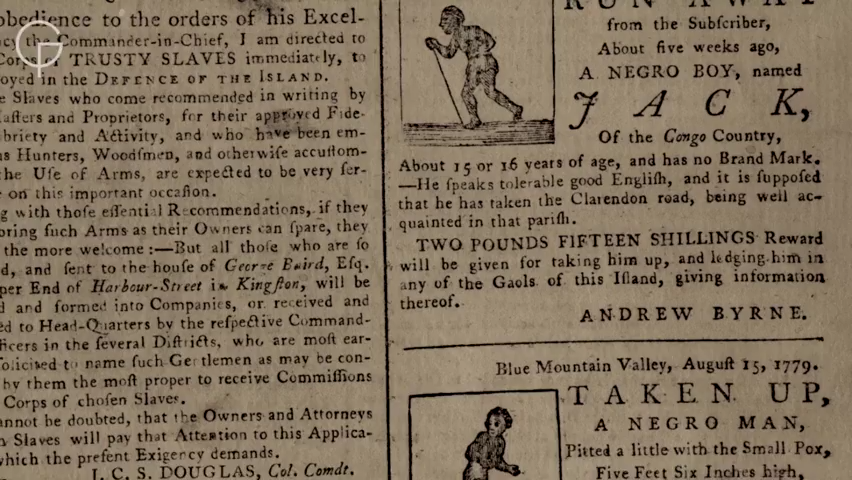 obedience to the orders of his Excel-
cy the Commander-in-Chief, I am directed to
Corps of TRUSTY SLAVES immediately, to
oyed in the DEFENCE OF THE ISLAND.
e Slaves who come recommended in writing by
Maſters and Proprietors, for their approved Fide-
briety and Activity, and who have been em-
as Hunters, Woodſmen, and otherwiſe accuſtom-
the Uſe of Arms, are expected to be very ſer-
e on this important occaſion.
g with thoſe eſſential Recommendations, if they
bring ſuch Arms as their Owners can ſpare, they
the more welcome :—But all thoſe who are ſo
d, and ſent to the houſe of George Baird, Eſq.
per End of Harbour-Street in Kingſton, will be
d and formed into Companies, or received and
ed to Head-Quarters by the reſpective Command-
fficers in the ſeveral Diſtricts, who are moſt ear-
ſolicited to name ſuch Gentlemen as may be con-
by them the moſt proper to receive Commiſſions
Corps of choſen Slaves.
annot be doubted, that the Owners and Attorneys
h Slaves will pay that Attention to this Applica-
which the preſent Exigency demands.
J. C. S. DOUGLAS, Col. Comdt.
RUN AWAY
from the Subſcriber,
About five weeks ago,
A NEGRO BOY, named
JACK,
Of the Congo Country,
About 15 or 16 years of age, and has no Brand Mark.
—He ſpeaks tolerable good Engliſh, and it is ſuppoſed
that he has taken the Clarendon road, being well ac-
quainted in that pariſh.
TWO POUNDS FIFTEEN SHILLINGS Reward
will be given for taking him up, and lodging him in
any of the Gaols of this Iſland, giving information
thereof.
ANDREW BYRNE.
Blue Mountain Valley, Auguſt 15, 1779.
TAKEN UP,
A NEGRO MAN,
Pitted a little with the Small Pox,
Five Feet Six Inches high,